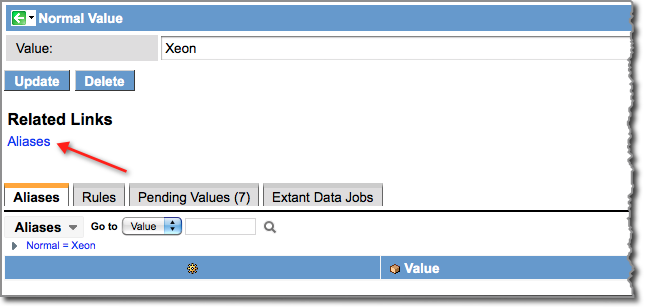 Normal Value
Value: Xeon
Update Delete
Related Links
Aliases
Aliases Rules Pending Values (7) Extant Data Jobs
Aliases Go to Value
Normal = Xeon
Value